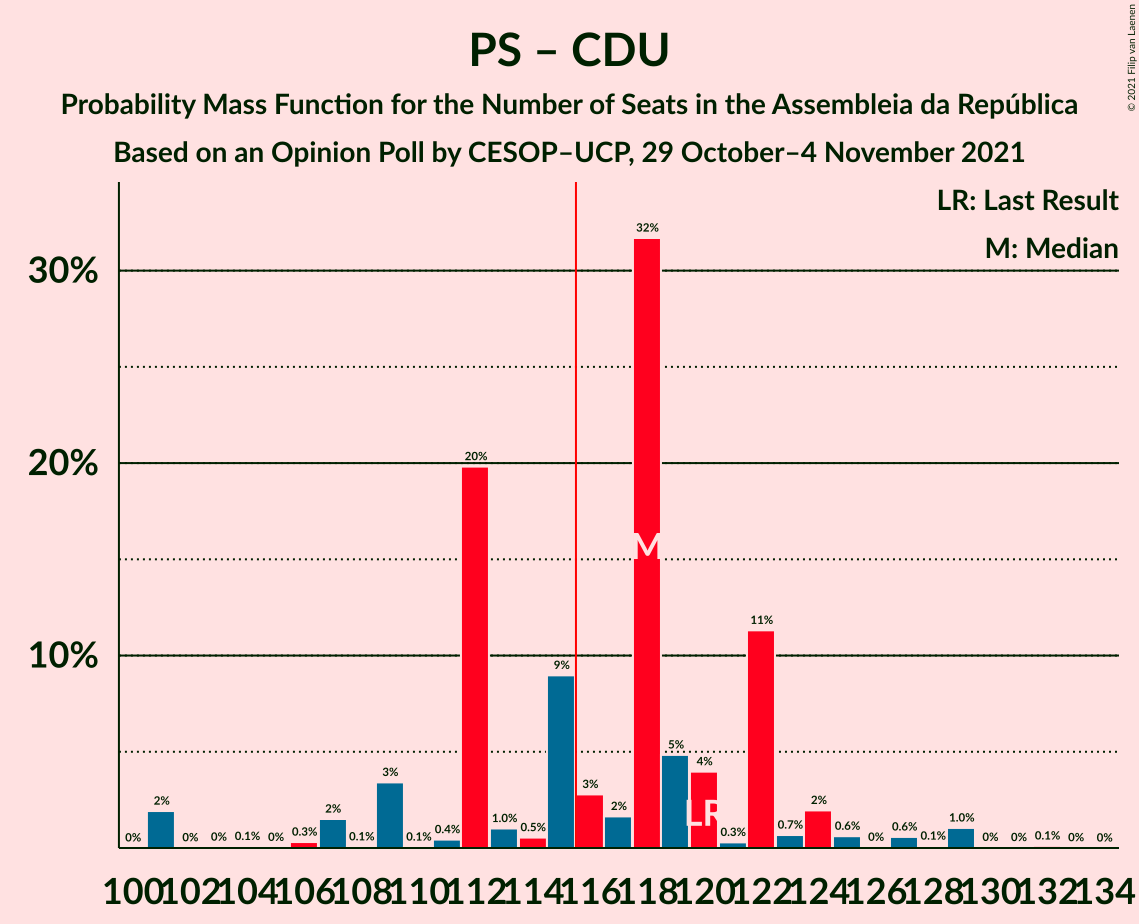 PS – CDU
Probability Mass Function for the Number of Seats in the Assembleia da República
Based on an Opinion Poll by CESOP–UCP, 29 October–4 November 2021
© 2021 Filip van Laenen
LR: Last Result
M: Median
30%
20%
10%
0% 2% 0% 0% 0.1% 0% 0.3% 2% 0.1% 3% 0.1% 0.4% 20% 1.0% 0.5% 9% 3% 2% 32% 5% 4% 0.3% 11% 0.7% 2% 0.6% 0% 0.6% 0.1% 1.0% 0% 0% 0.1% 0% 0%
M
LR
100 102 104 106 108 110 112 114 116 118 120 122 124 126 128 130 132 134